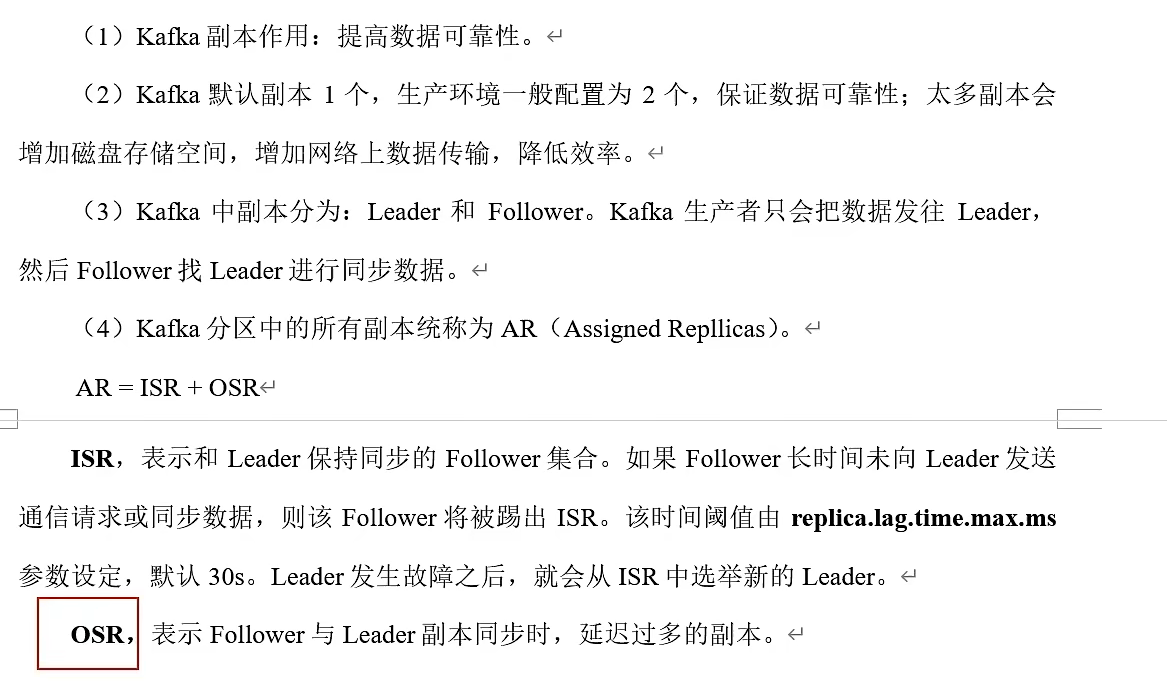 （1）Kafka 副本作用：提高数据可靠性。↵
（2）Kafka 默认副本 1 个，生产环境一般配置为 2 个，保证数据可靠性；太多副本会
增加磁盘存储空间，增加网络上数据传输，降低效率。↵
（3）Kafka 中副本分为：Leader 和 Follower。Kafka 生产者只会把数据发往 Leader，
然后 Follower 找 Leader 进行同步数据。↵
（4）Kafka 分区中的所有副本统称为 AR（Assigned Repllicas）。↵
AR = ISR + OSR↵
ISR，表示和 Leader 保持同步的 Follower 集合。如果 Follower 长时间未向 Leader 发送
通信请求或同步数据，则该 Follower 将被踢出 ISR。该时间阈值由 replica.lag.time.max.ms
参数设定，默认 30s。Leader 发生故障之后，就会从 ISR 中选举新的 Leader。↵
OSR，表示 Follower 与 Leader 副本同步时，延迟过多的副本。↵